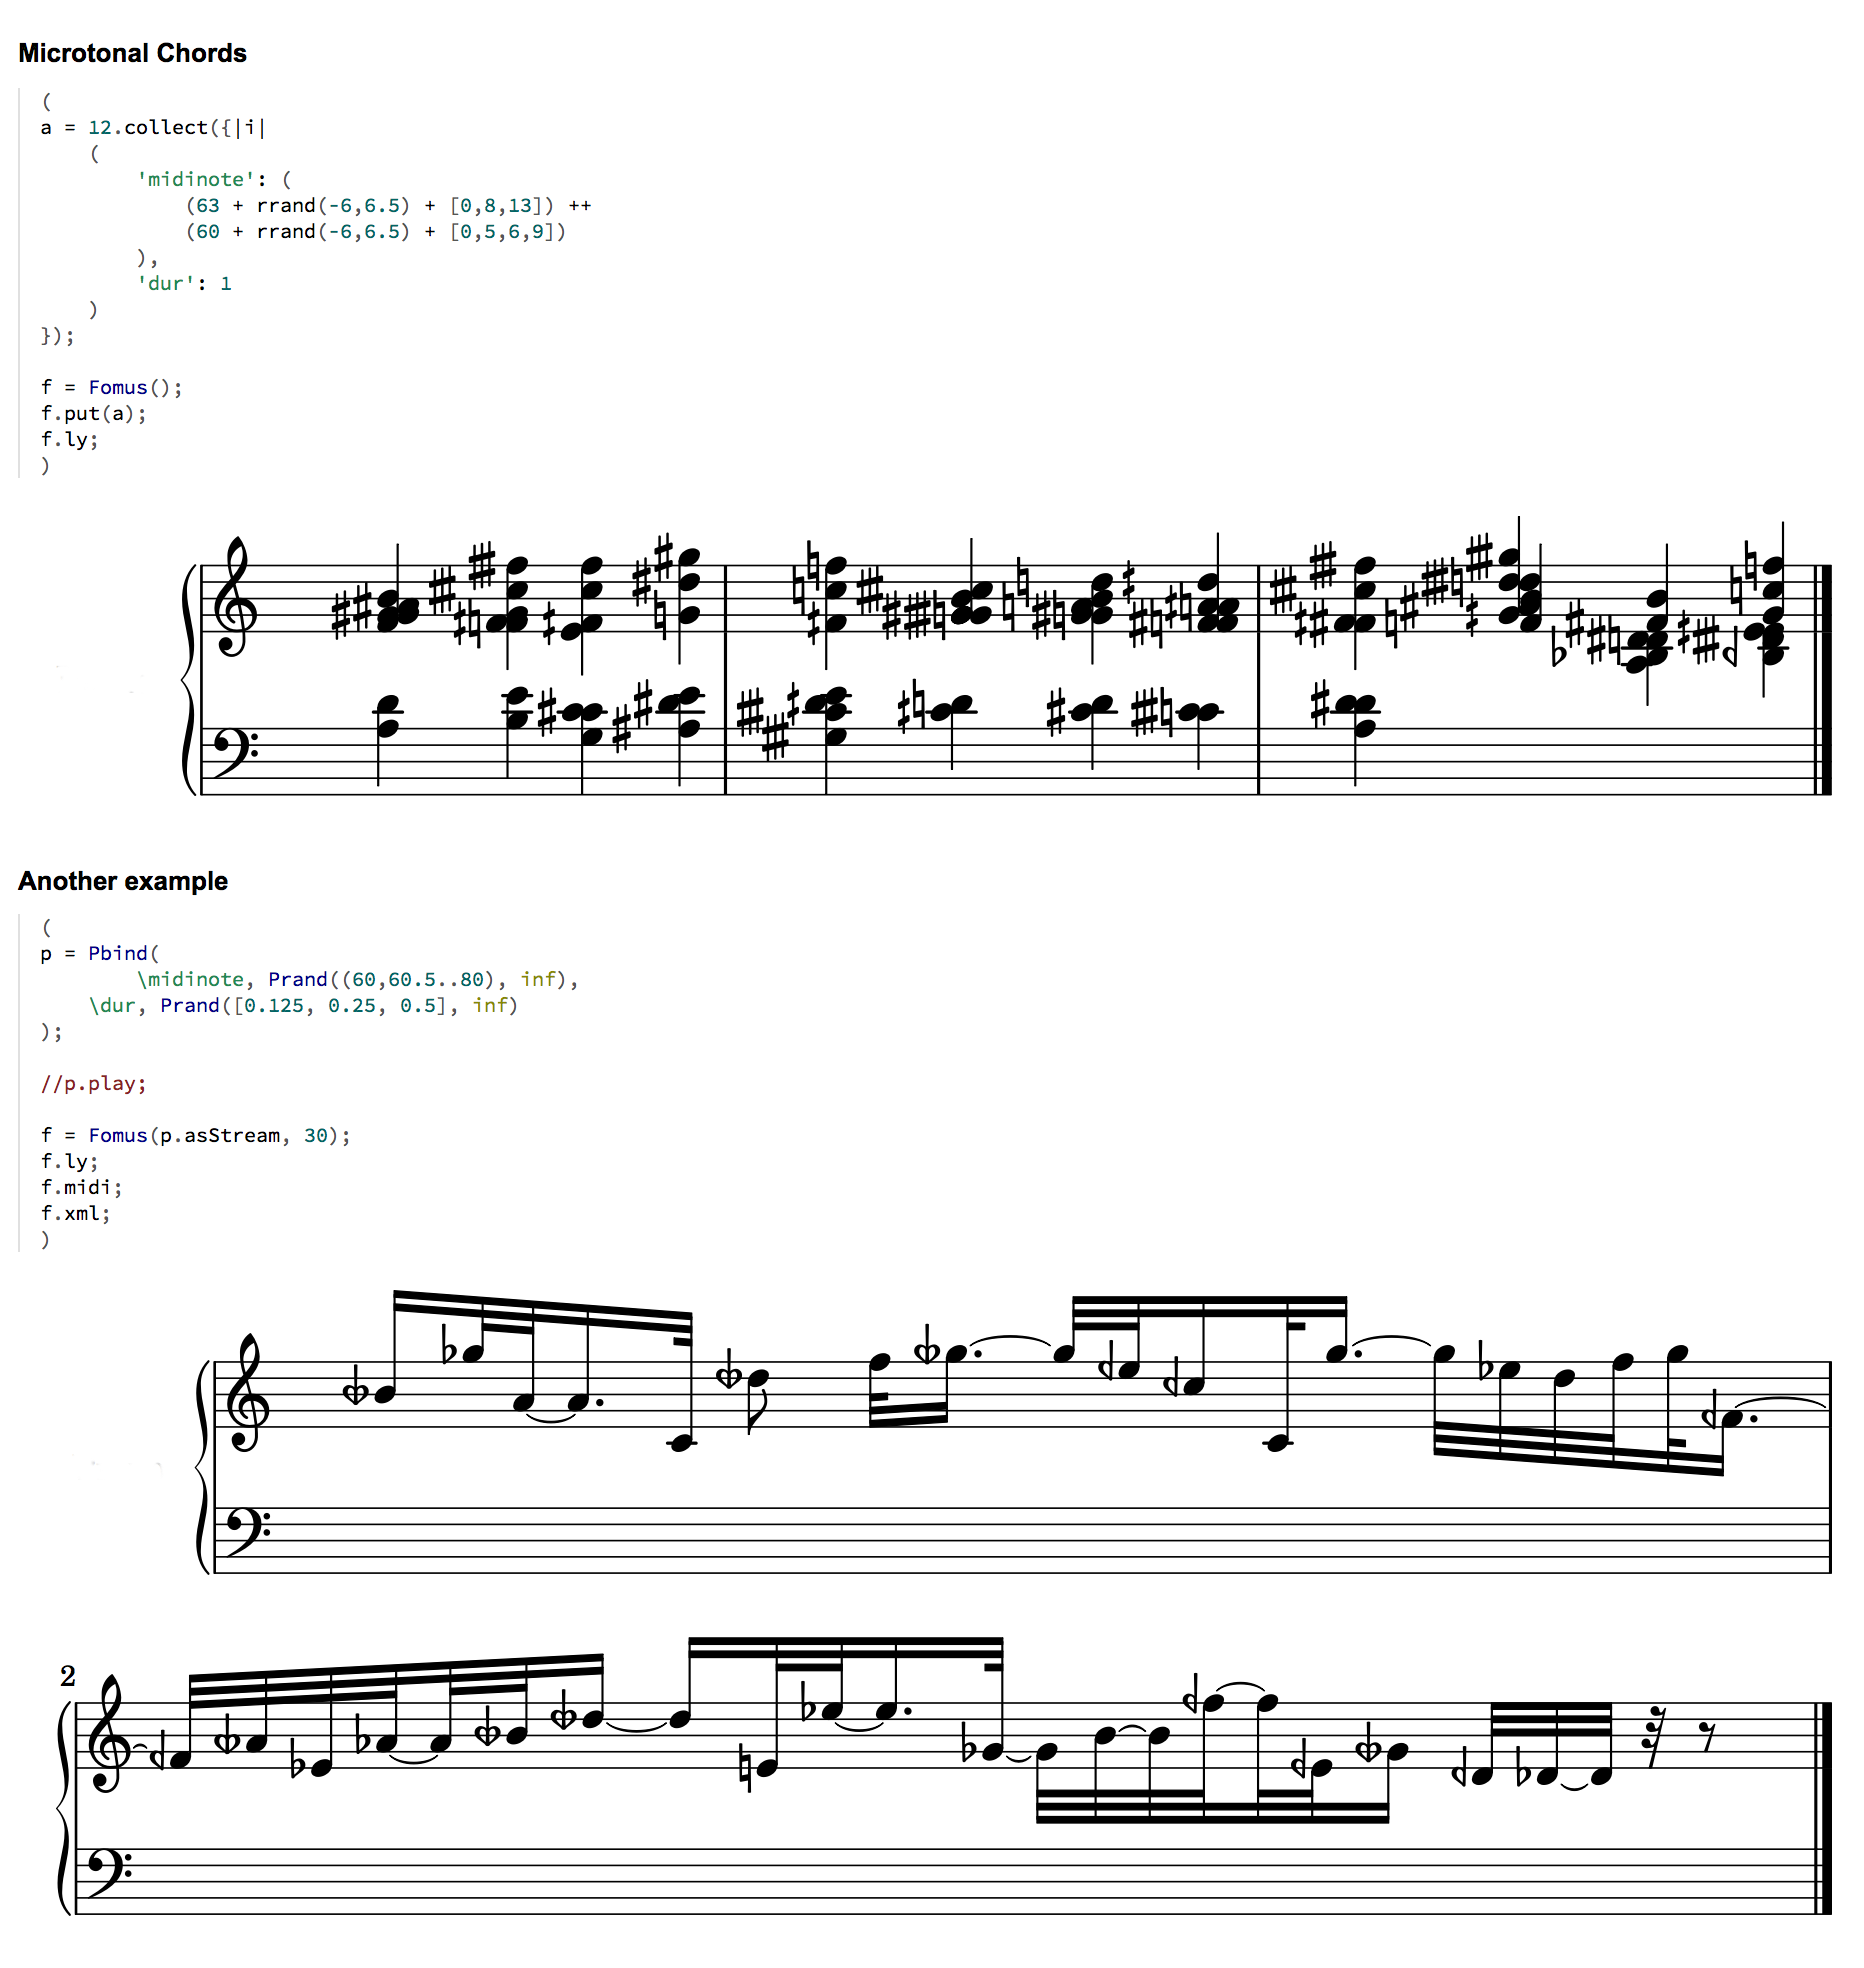 Microtonal Chords
(
a = 12.collect({|i|
    (
        'midinote': (
            (63 + rrand(-6,6.5) + [0,8,13]) ++
            (60 + rrand(-6,6.5) + [0,5,6,9])
        ),
        'dur': 1
    )
});

f = Fomus();
f.put(a);
f.ly;
)
Another example
(
p = Pbind(
        \midinote, Prand((60,60.5..80), inf),
    \dur, Prand([0.125, 0.25, 0.5], inf)
);

//p.play;

f = Fomus(p.asStream, 30);
f.ly;
f.midi;
f.xml;
)
2